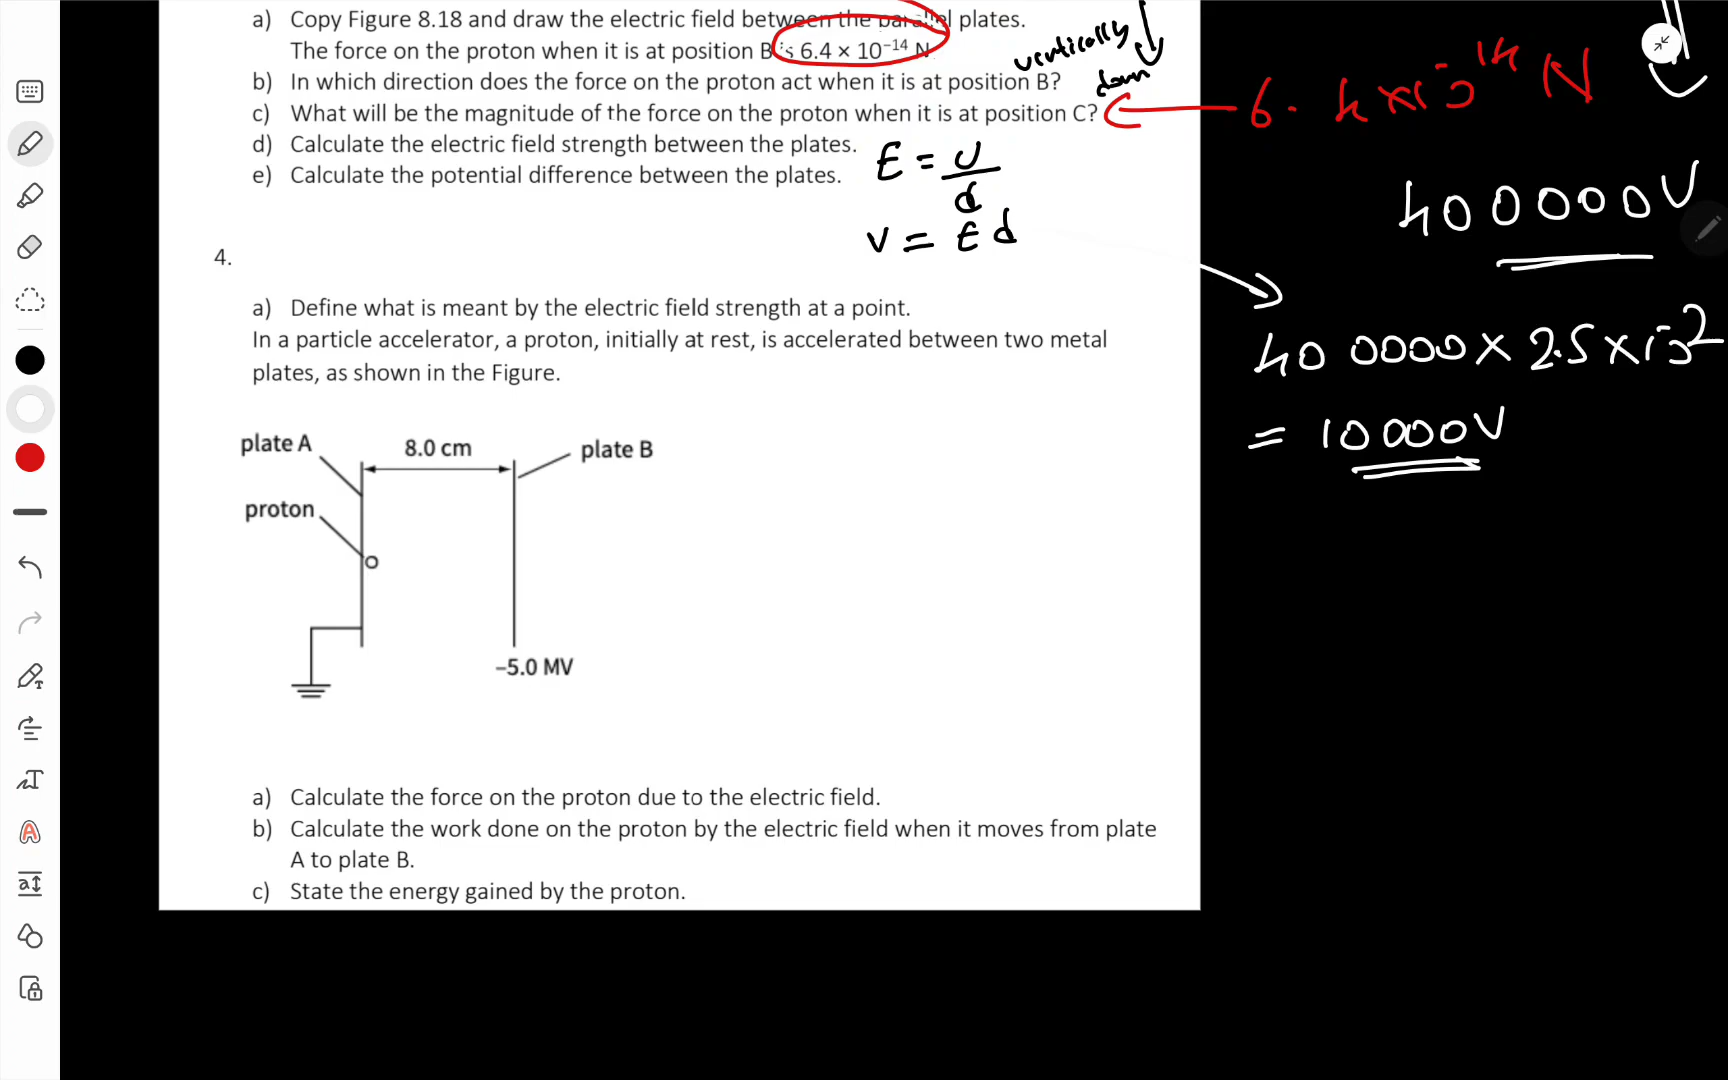 a) Copy Figure 8.18 and draw the electric field between the parallel plates.
The force on the proton when it is at position B is 6.4 × 10⁻¹⁴ N
vertically
down
b) In which direction does the force on the proton act when it is at position B?
c) What will be the magnitude of the force on the proton when it is at position C?
6.4 × 10⁻¹⁴ N
d) Calculate the electric field strength between the plates.
e) Calculate the potential difference between the plates.
E = V/d
V = Ed
400000V
400000 × 2.5 × 10⁻²
= 10000V
4.
a) Define what is meant by the electric field strength at a point.
In a particle accelerator, a proton, initially at rest, is accelerated between two metal
plates, as shown in the Figure.
plate A
8.0 cm
plate B
proton
–5.0 MV
a) Calculate the force on the proton due to the electric field.
b) Calculate the work done on the proton by the electric field when it moves from plate
A to plate B.
c) State the energy gained by the proton.